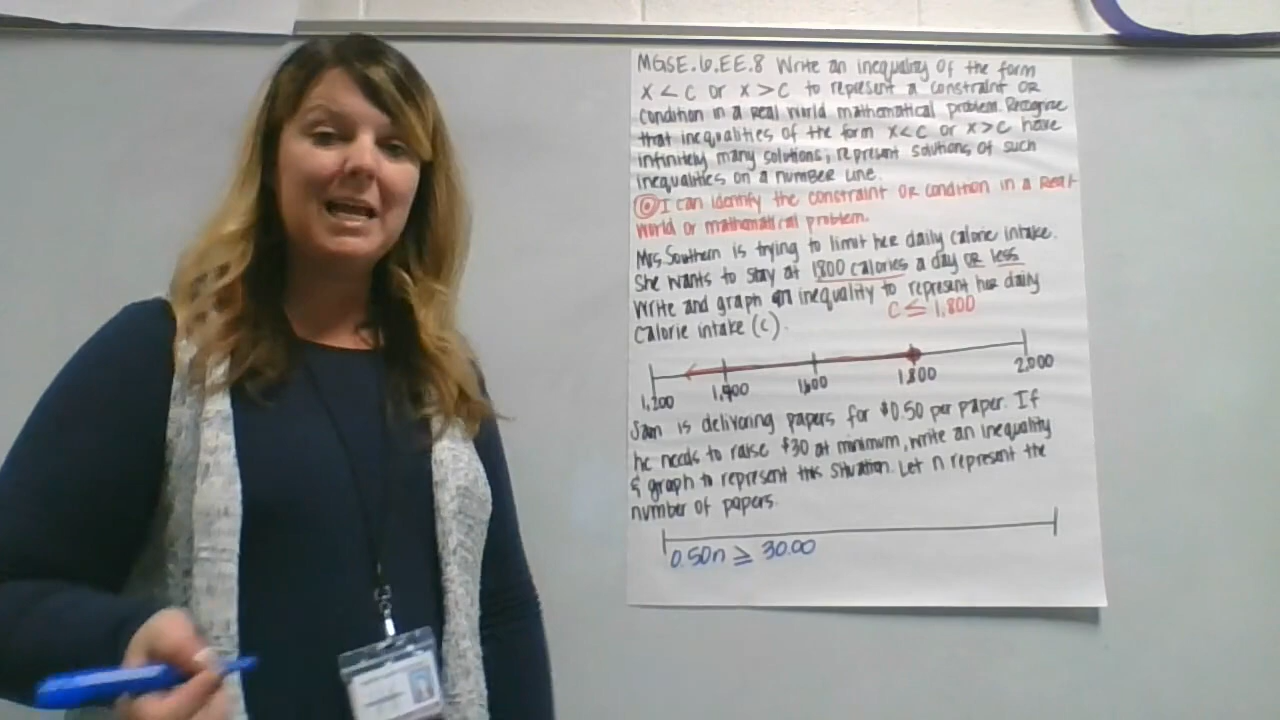 MGSE.6.EE.8 Write an inequality of the form
x < c or x > c to represent a constraint or
condition in a real world mathematical problem. Recognize
that inequalities of the form x<c or x>c have
infinitely many solutions; represent solutions of such
inequalities on a number line.
I can identify the constraint or condition in a real
world or mathematical problem.
Mrs. Southern is trying to limit her daily calorie intake.
She wants to stay at 1800 calories a day or less
Write and graph an inequality to represent her daily
calorie intake (c).
c ≤ 1,800
1,200 1,400 1,600 1,800 2,000
Sam is delivering papers for $0.50 per paper. If
he needs to raise $30 at minimum, write an inequality
& graph to represent this situation. Let n represent the
number of papers.
0.50n ≥ 30.00